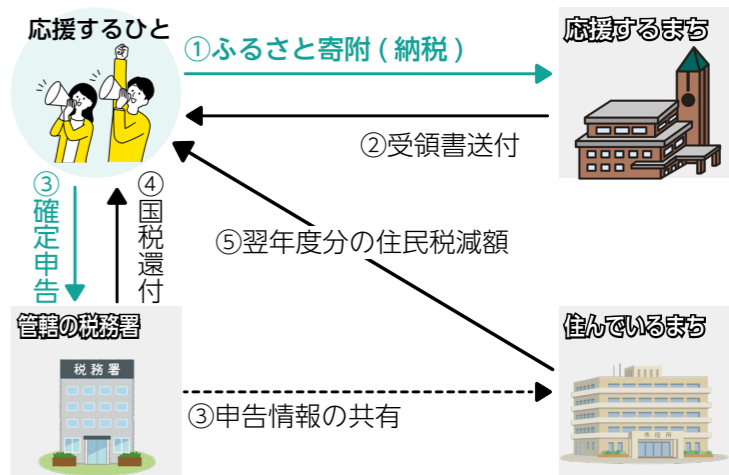 応援するひと
①ふるさと寄附(納税)
応援するまち
②受領書送付
③確定申告
④国税還付
⑤翌年度分の住民税減額
管轄の税務署
税務署
③申告情報の共有
住んでいるまち
市役所